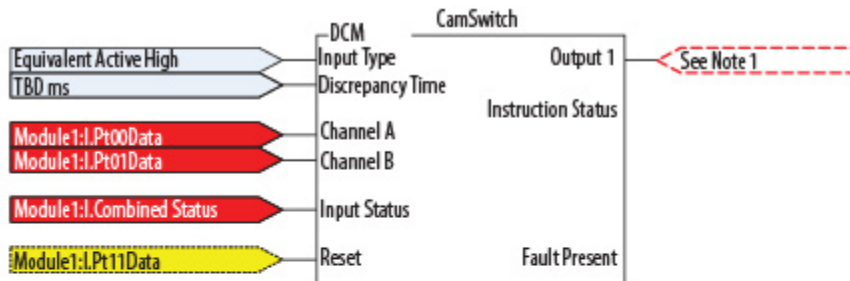 CamSwitch
DCM
Equivalent Active High
Input Type
Output 1
See Note 1
TBD ms
Discrepancy Time
Instruction Status
Module1:I.Pt00Data
Channel A
Module1:I.Pt01Data
Channel B
Module1:I.Combined Status
Input Status
Module1:I.Pt11Data
Reset
Fault Present